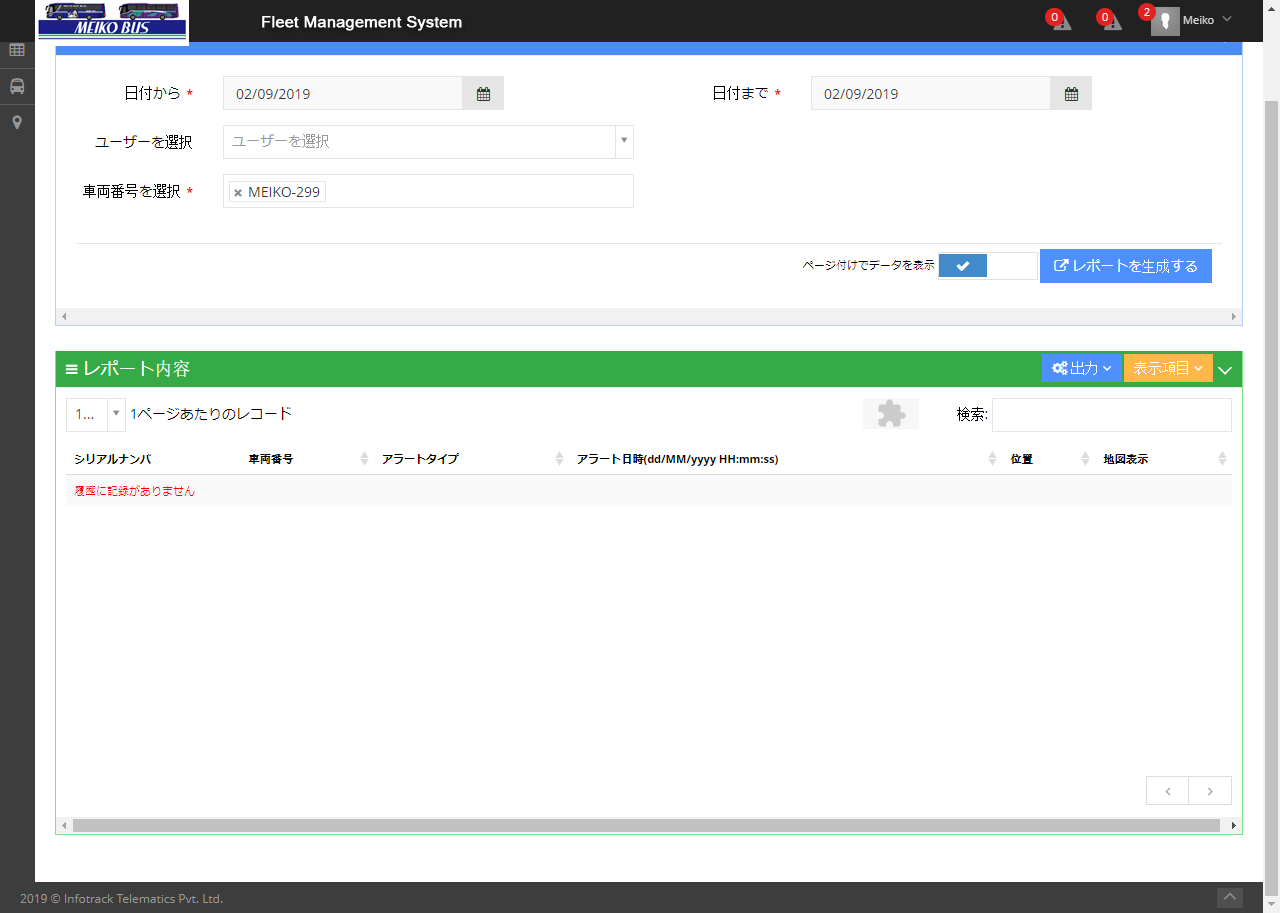 MEIKO BUS
Fleet Management System
0
0
2
Meiko
日付から *
02/09/2019
日付まで *
02/09/2019
ユーザーを選択
ユーザーを選択
車両番号を選択 *
× MEIKO-299
ページ付けでデータを表示
レポートを生成する
レポート内容
出力
表示項目
1...
1ページあたりのレコード
検索:
シリアルナンバ
車両番号
アラートタイプ
アラート日時(dd/MM/yyyy HH:mm:ss)
位置
地図表示
履歴に記録がありません
2019 © Infotrack Telematics Pvt. Ltd.